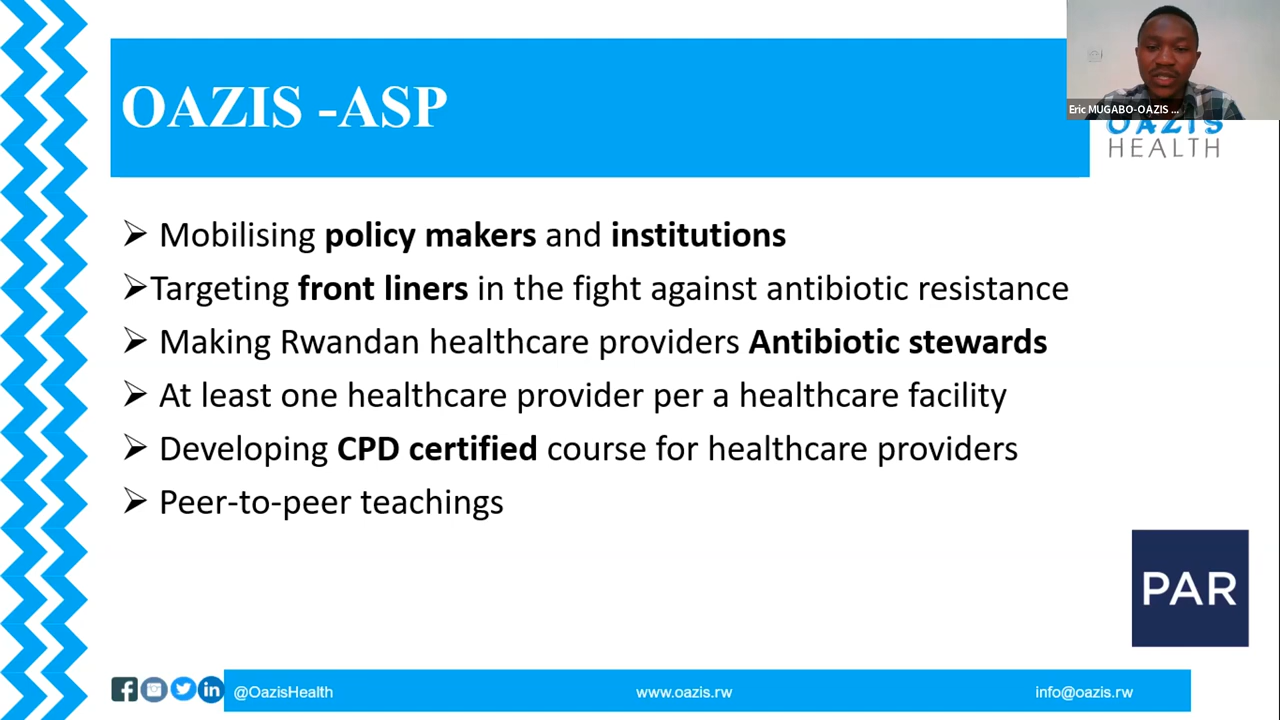 Eric MUGABO-OAZIS ...
OAZIS -ASP
OAZIS
HEALTH
➢ Mobilising policy makers and institutions
➢Targeting front liners in the fight against antibiotic resistance
➢ Making Rwandan healthcare providers Antibiotic stewards
➢ At least one healthcare provider per a healthcare facility
➢ Developing CPD certified course for healthcare providers
➢ Peer-to-peer teachings
PAR
@OazisHealth
www.oazis.rw
info@oazis.rw